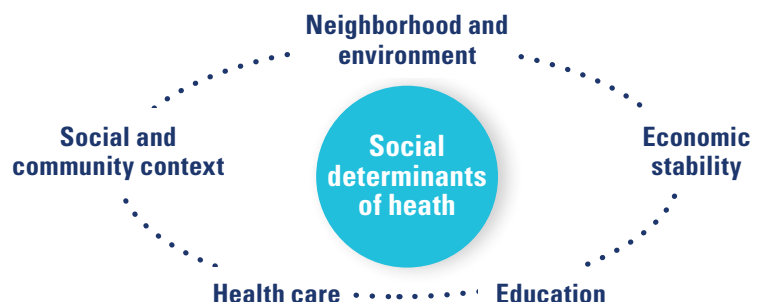 Neighborhood and
environment
Social and
community context
Social
determinants
of heath
Economic
stability
Health care
Education